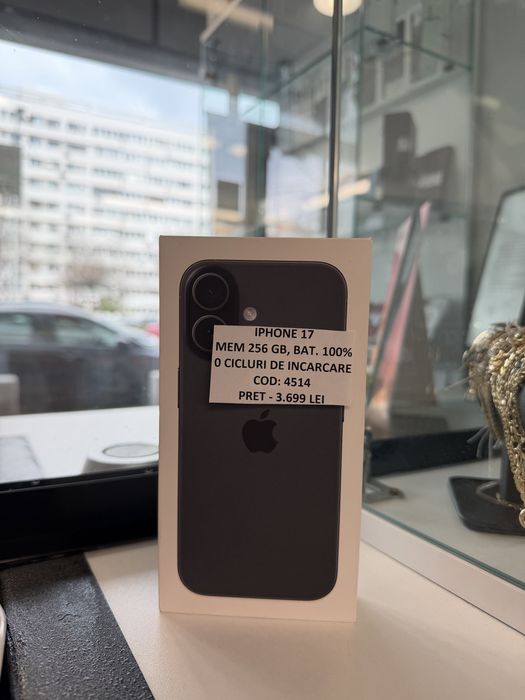 IPHONE 17
MEM 256 GB, BAT. 100%
0 CICLURI DE INCARCARE
COD: 4514
PRET - 3.699 LEI